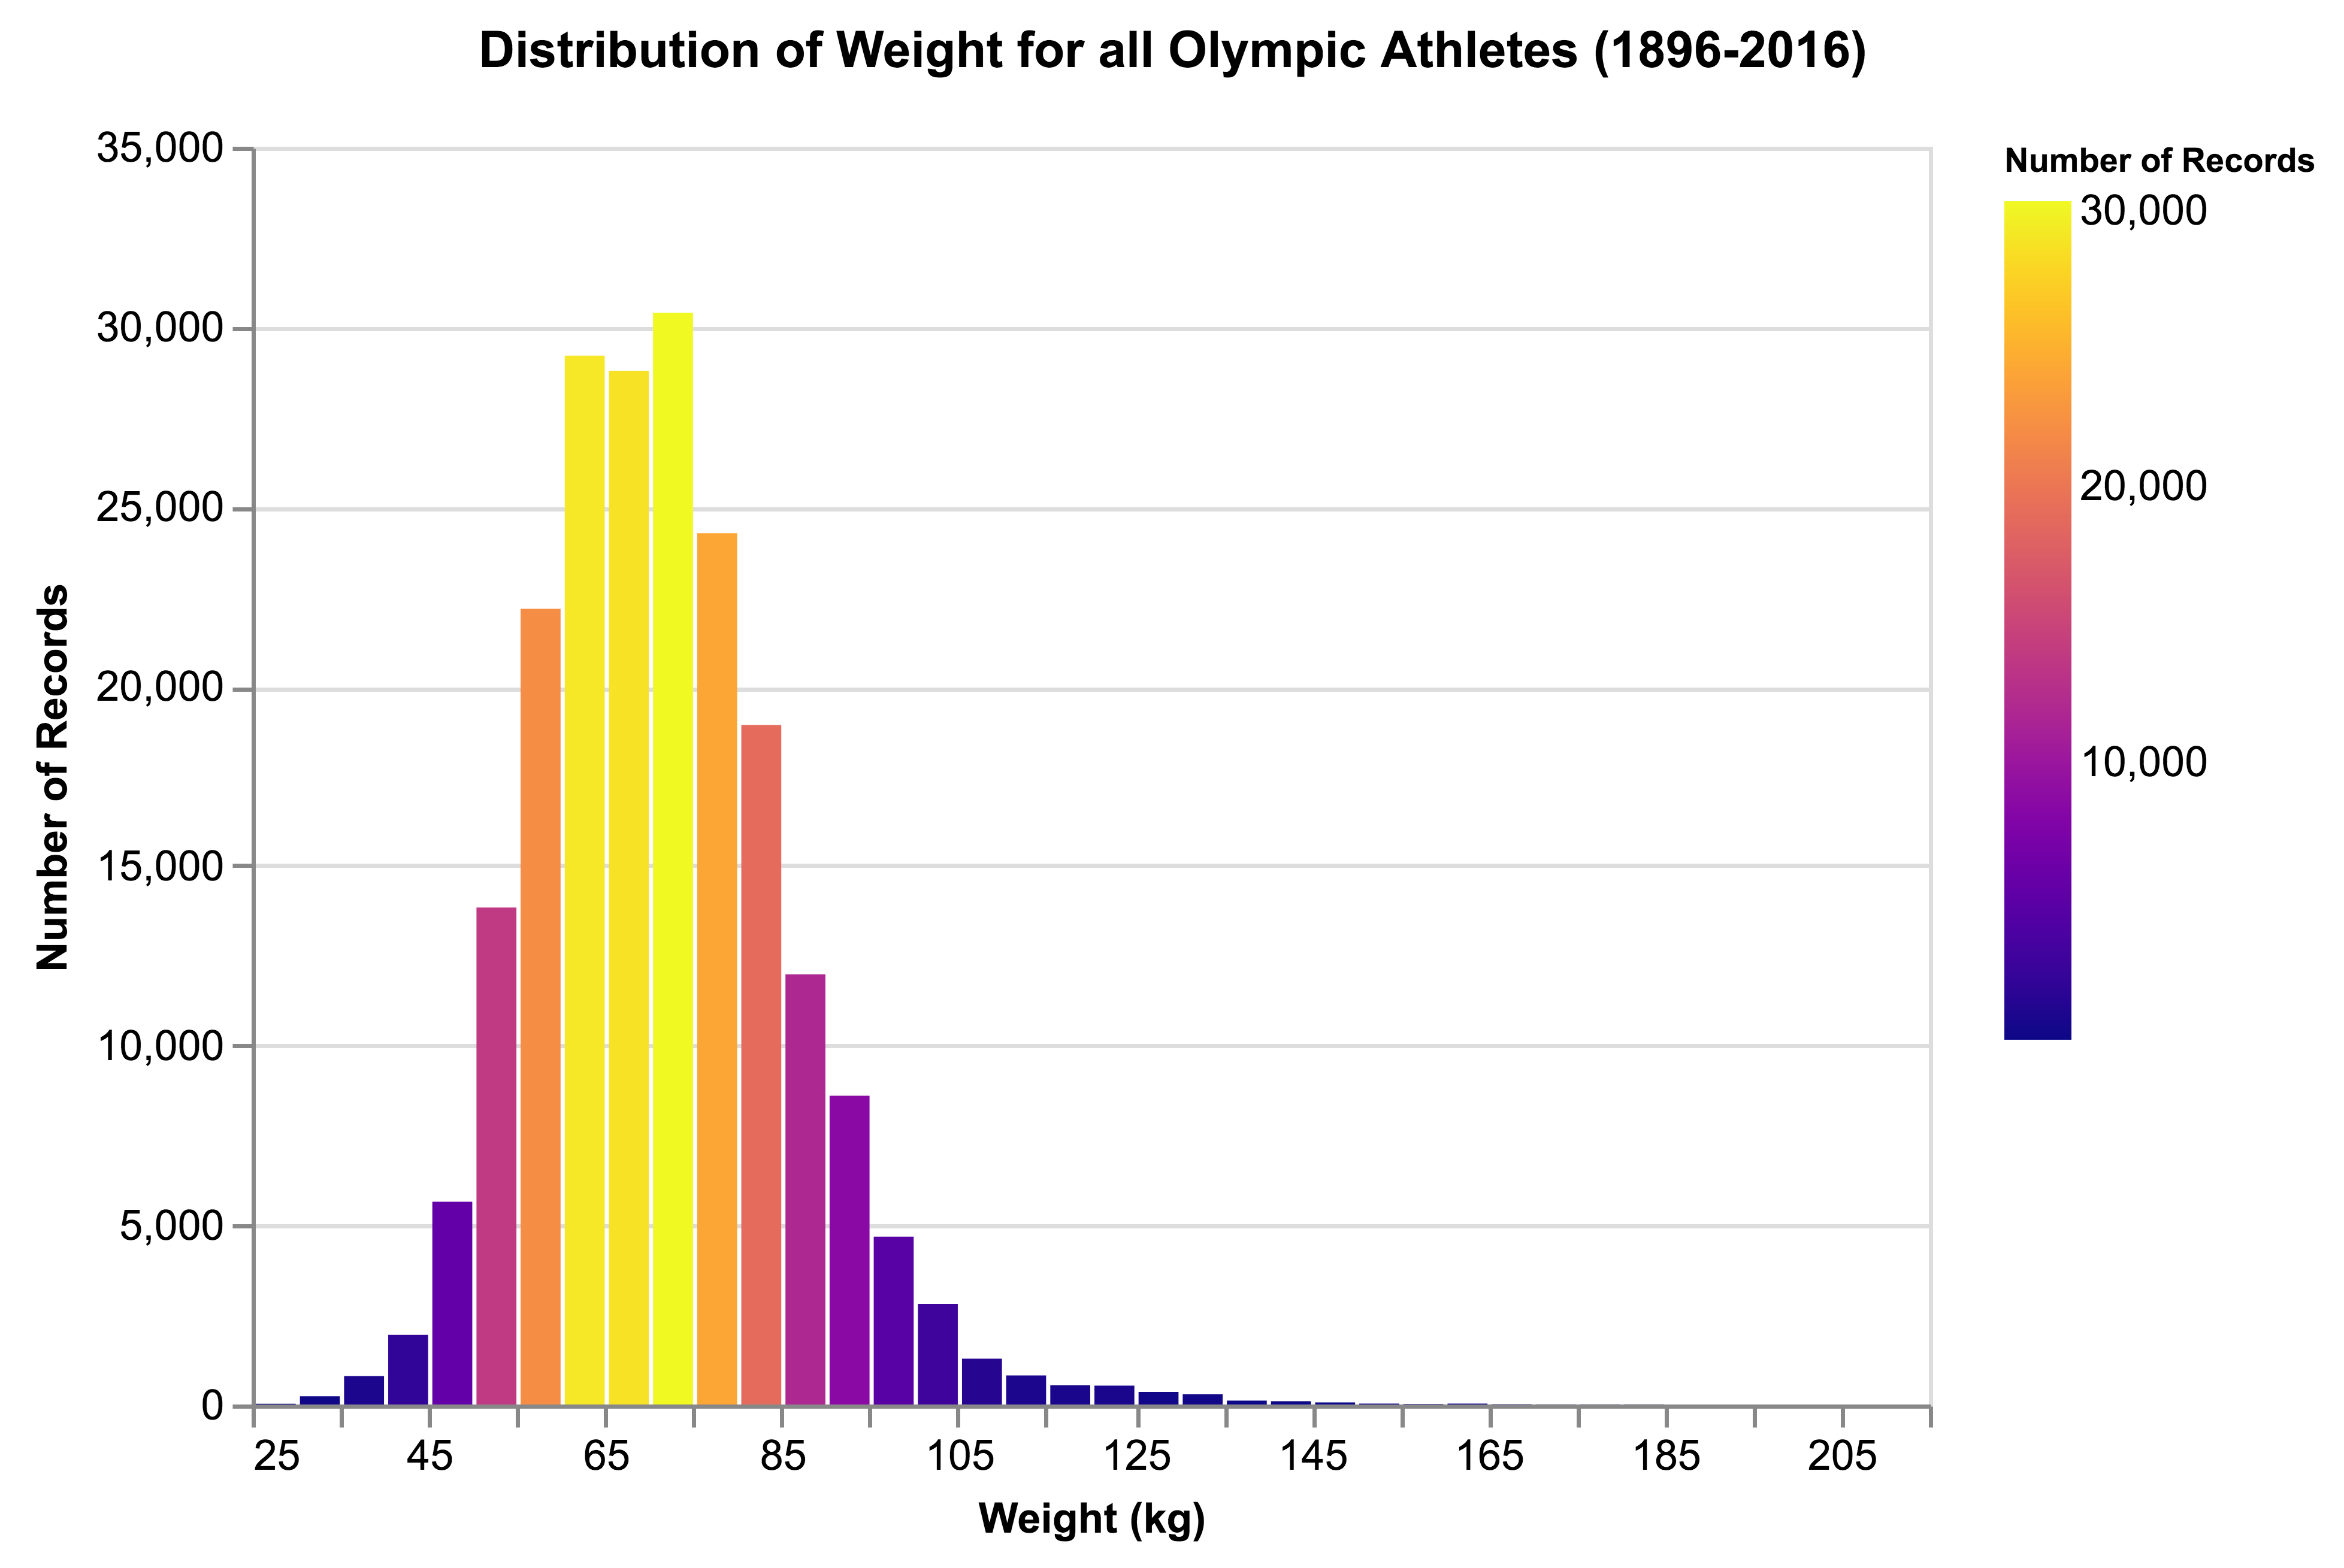 Distribution of Weight for all Olympic Athletes (1896-2016)
Number of Records
35,000
30,000
25,000
20,000
15,000
10,000
5,000
0
25 45 65 85 105 125 145 165 185 205
Weight (kg)
Number of Records
30,000
20,000
10,000